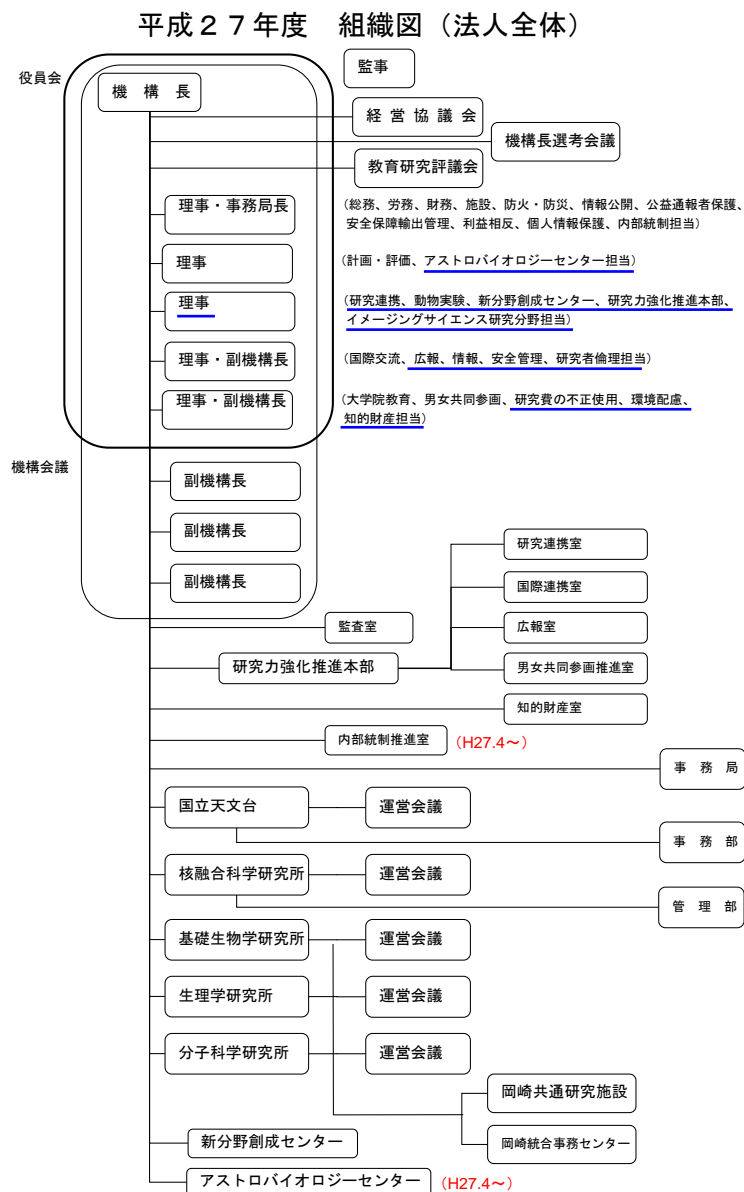 平成２７年度　組織図（法人全体）
役員会
監事
機　構　長
経 営 協 議 会
機構長選考会議
教育研究評議会
理事・事務局長
（総務、労務、財務、施設、防火・防災、情報公開、公益通報者保護、
安全保障輸出管理、利益相反、個人情報保護、内部統制担当）
理事
（計画・評価、アストロバイオロジーセンター担当）
理事
（研究連携、動物実験、新分野創成センター、研究力強化推進本部、
イメージングサイエンス研究分野担当）
理事・副機構長
（国際交流、広報、情報、安全管理、研究者倫理担当）
理事・副機構長
（大学院教育、男女共同参画、研究費の不正使用、環境配慮、
知的財産担当）
機構会議
副機構長
副機構長
副機構長
研究連携室
国際連携室
監査室
広報室
研究力強化推進本部
男女共同参画推進室
知的財産室
内部統制推進室
（H27.4～）
事　務　局
国立天文台
運営会議
事　務　部
核融合科学研究所
運営会議
管　理　部
基礎生物学研究所
運営会議
生理学研究所
運営会議
分子科学研究所
運営会議
岡崎共通研究施設
新分野創成センター
岡崎統合事務センター
アストロバイオロジーセンター
（H27.4～）